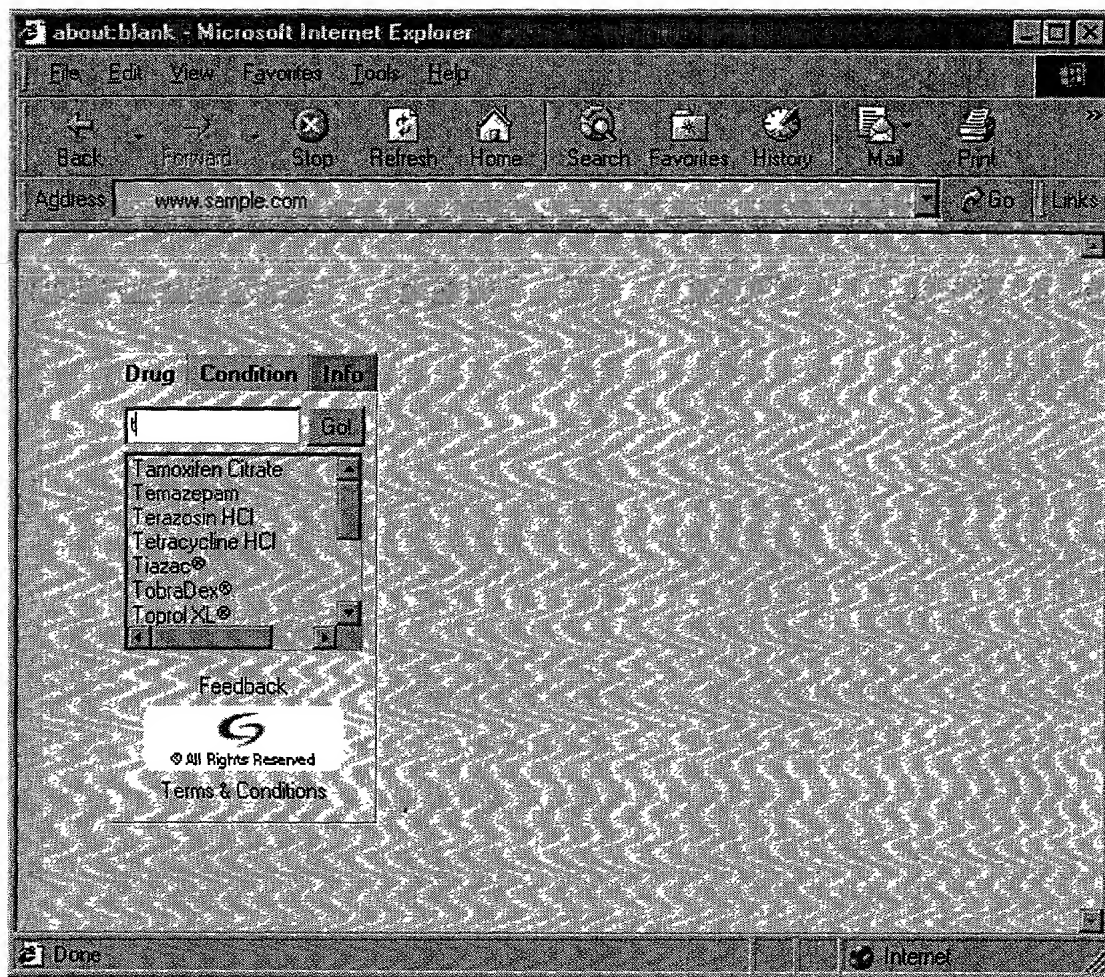 about:blank - Microsoft Internet Explorer
File Edit View Favorites Tools Help
Back Forward Stop Refresh Home Search Favorites History Mail Print »
Address www.sample.com Go Links
Drug Condition Info
t Go!
Tamoxifen Citrate
Temazepam
Terazosin HCl
Tetracycline HCl
Tiazac®
TobraDex®
Toprol XL®
Feedback
© All Rights Reserved
Terms & Conditions
Done Internet